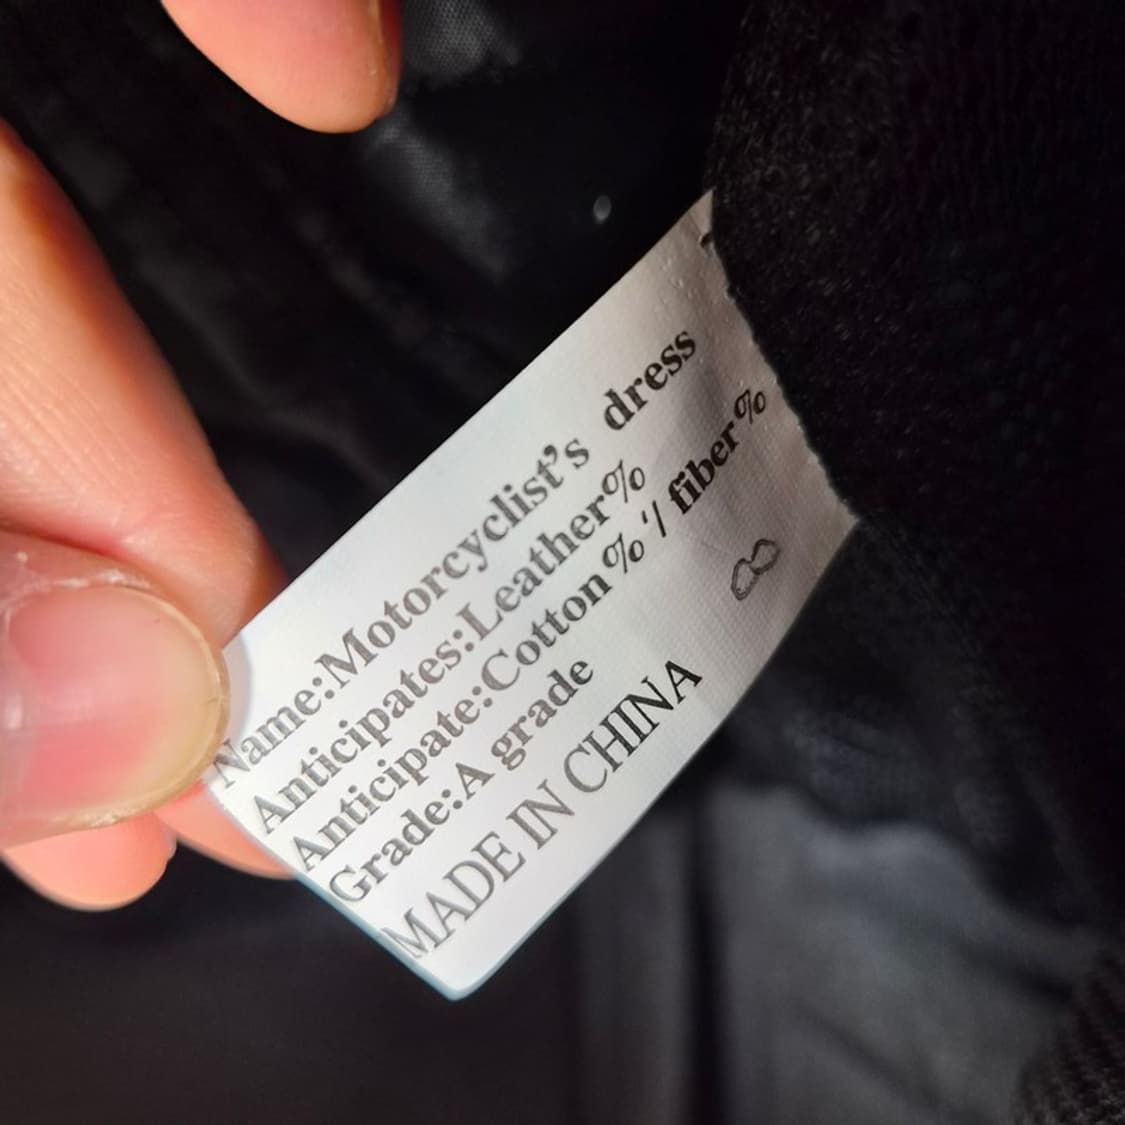 Name:Motorcyclist's dress
Anticipates:Leather%
Anticipate:Cotton% '/ fiber%
Grade:A grade
MADE IN CHINA